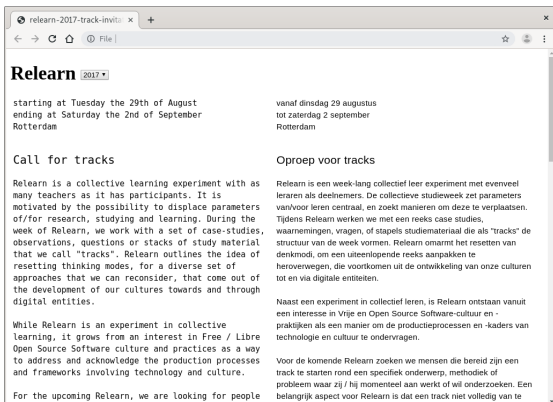 relearn-2017-track-invita
File
Relearn 2017
starting at Tuesday the 29th of August
ending at Saturday the 2nd of September
Rotterdam
Call for tracks
Relearn is a collective learning experiment with as
many teachers as it has participants. It is
motivated by the possibility to displace parameters
of/for research, studying and learning. During the
week of Relearn, we work with a set of case-studies,
observations, questions or stacks of study material
that we call "tracks". Relearn outlines the idea of
resetting thinking modes, for a diverse set of
approaches that we can reconsider, that come out of
the development of our cultures towards and through
digital entities.
While Relearn is an experiment in collective
learning, it grows from an interest in Free / Libre
Open Source Software culture and practices as a way
to address and acknowledge the production processes
and frameworks involving technology and culture.
For the upcoming Relearn, we are looking for people
vanaf dinsdag 29 augustus
tot zaterdag 2 september
Rotterdam
Oproep voor tracks
Relearn is een week-lang collectief leer experiment met evenveel
leraren als deelnemers. De collectieve studieweek zet parameters
van/voor leren centraal, en zoekt manieren om deze te verplaatsen.
Tijdens Relearn werken we met een reeks case studies,
waarnemingen, vragen, of stapels studiemateriaal die als "tracks" de
structuur van de week vormen. Relearn omarmt het resetten van
denkmodi, om een uiteenlopende reeks aanpakken te
heroverwegen, die voortkomen uit de ontwikkeling van onze culturen
tot en via digitale entiteiten.
Naast een experiment in collectief leren, is Relearn ontstaan vanuit
een interesse in Vrije en Open Source Software-cultuur en -
praktijken als een manier om de productieprocessen en -kaders van
technologie en cultuur te ondervragen.
Voor de komende Relearn zoeken we mensen die bereid zijn een
track te starten rond een specifiek onderwerp, methodiek of
probleem waar zij / hij momenteel aan werkt of wil onderzoeken. Een
belangrijk aspect voor Relearn is dat een track niet volledig van te